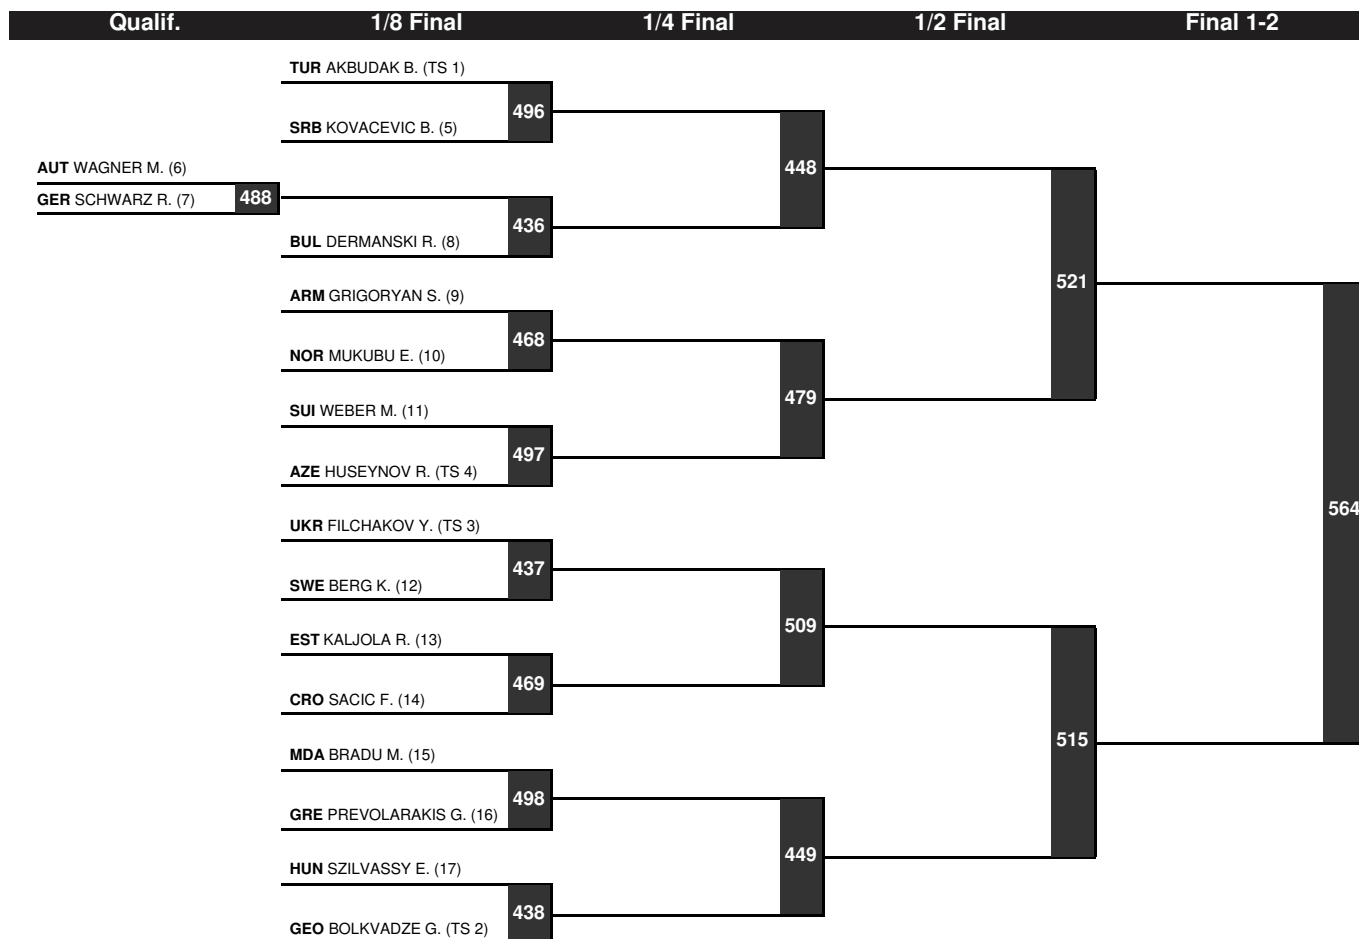 Qualif. 1/8 Final 1/4 Final 1/2 Final Final 1-2
TUR AKBUDAK B. (TS 1)
496
SRB KOVACEVIC B. (5)
AUT WAGNER M. (6)
448
GER SCHWARZ R. (7) 488
436
BUL DERMANSKI R. (8)
521
ARM GRIGORYAN S. (9)
468
NOR MUKUBU E. (10)
479
SUI WEBER M. (11)
497
AZE HUSEYNOV R. (TS 4)
564
UKR FILCHAKOV Y. (TS 3)
437
SWE BERG K. (12)
509
EST KALJOLA R. (13)
469
CRO SACIC F. (14)
515
MDA BRADU M. (15)
498
GRE PREVOLARAKIS G. (16)
449
HUN SZILVASSY E. (17)
438
GEO BOLKVADZE G. (TS 2)